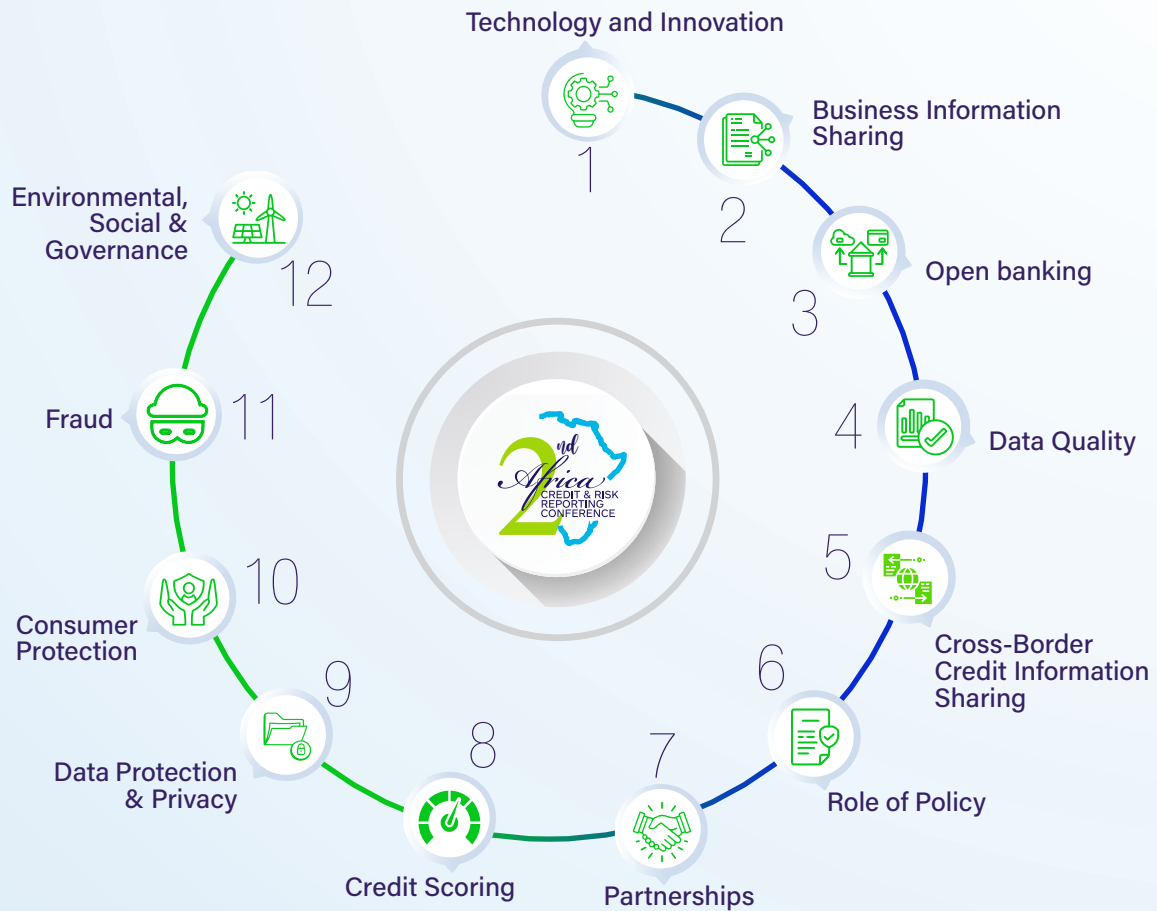 Technology and Innovation
1
Business Information
Sharing
2
Open banking
3
4
Data Quality
5
Cross-Border
Credit Information
Sharing
6
Role of Policy
7
Partnerships
8
Credit Scoring
9
Data Protection
& Privacy
10
Consumer
Protection
11
Fraud
12
Environmental,
Social &
Governance
2nd
Africa
CREDIT & RISK
REPORTING
CONFERENCE